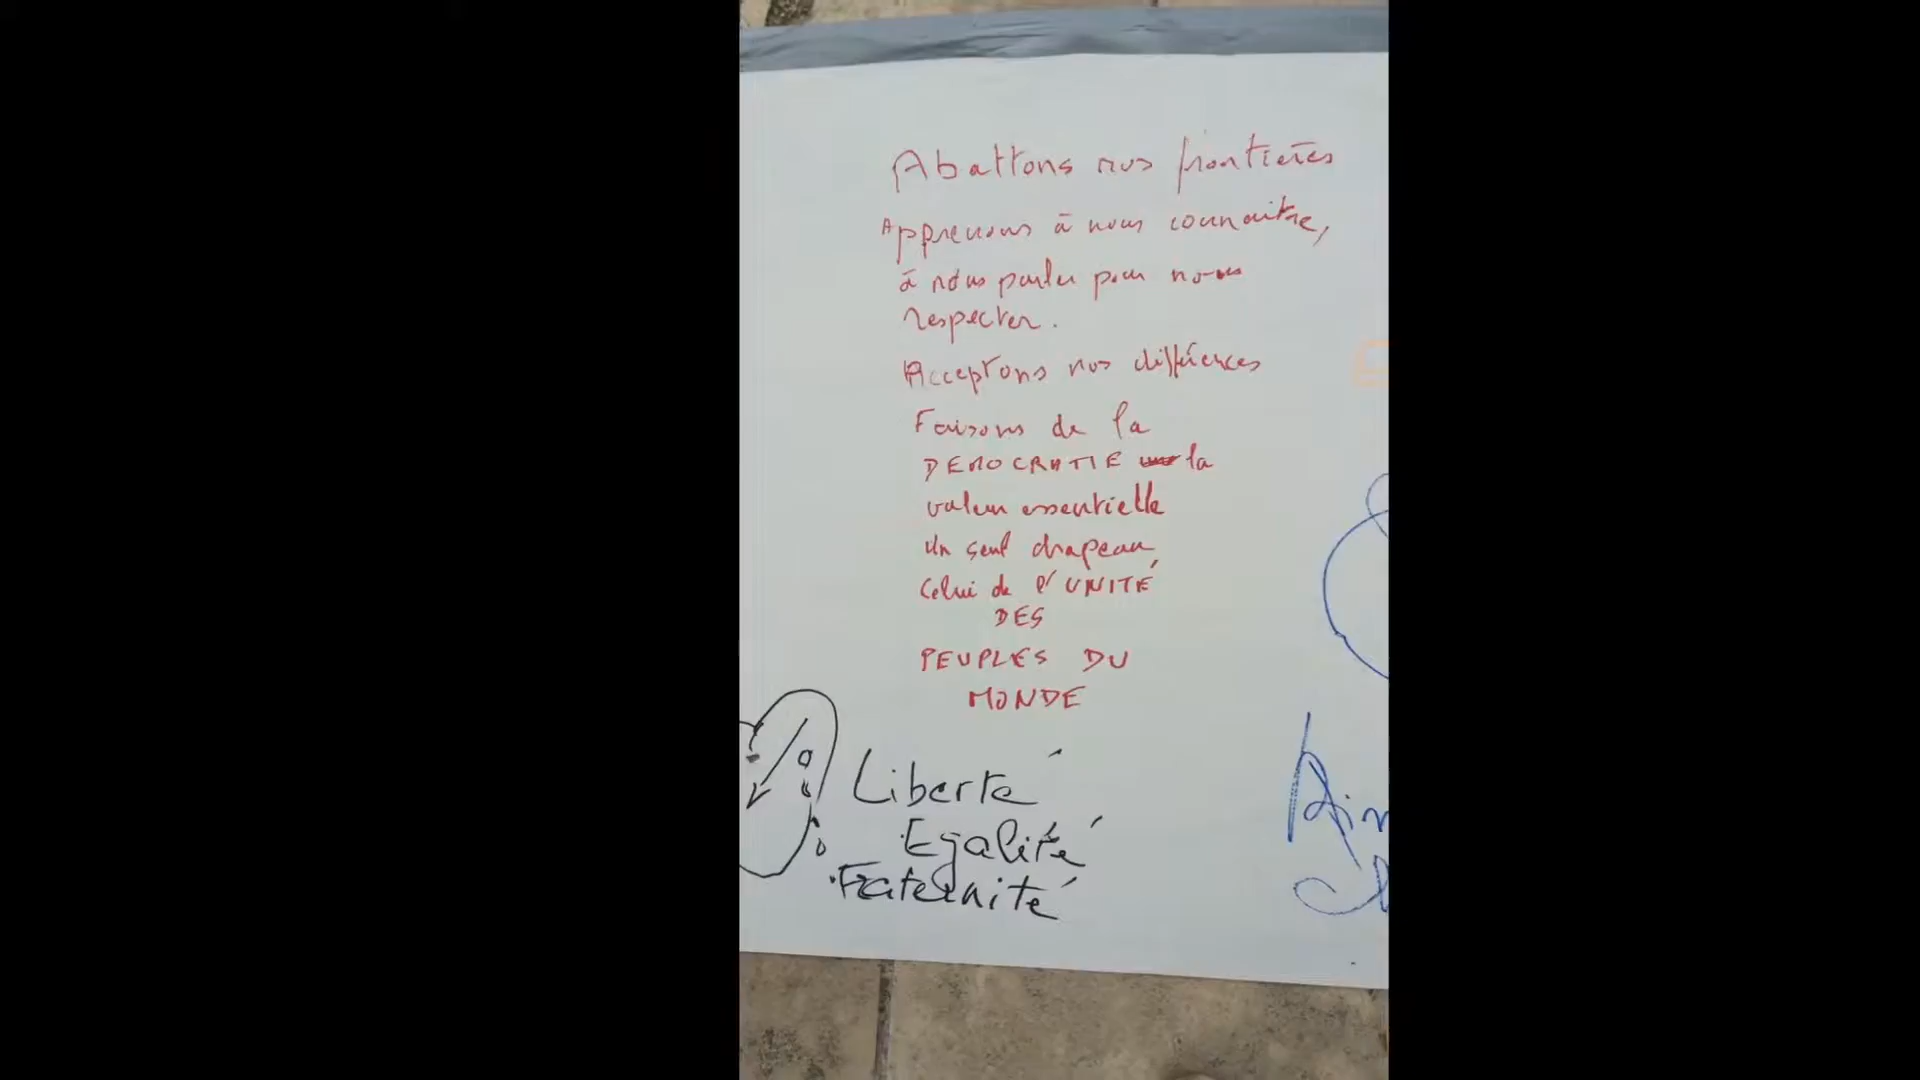 Abattons nos frontières
Apprenons à nous connaitre,
à nous parler pour nous
respecter.
Acceptons nos différences
Faisons de la
DEMOCRATIE la
valeur essentielle
Un seul drapeau,
Celui de l'UNITÉ
DES
PEUPLES DU
MONDE
Liberté
Egalité
Fraternité